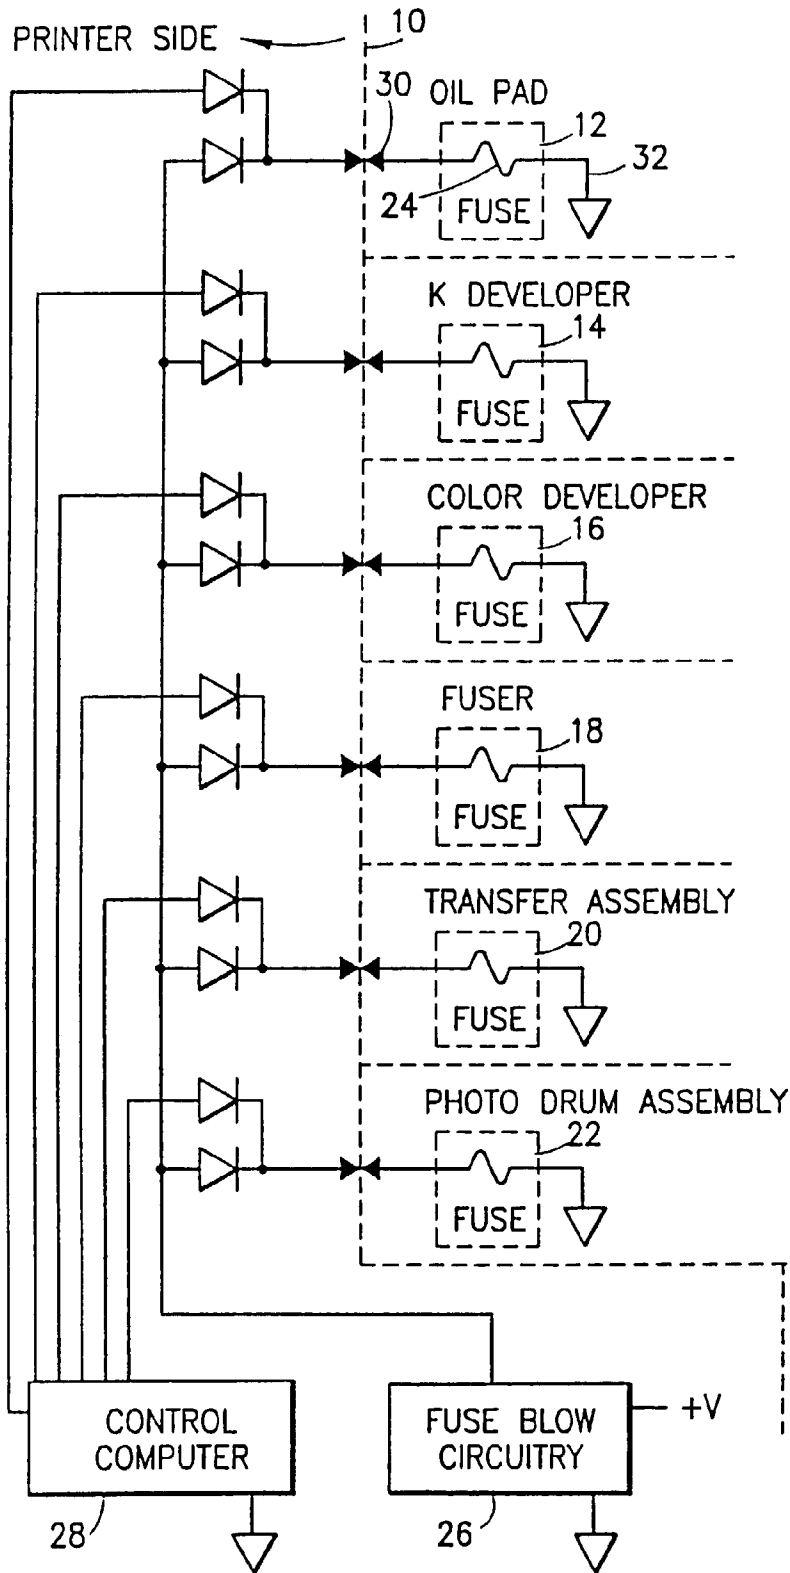 PRINTER SIDE
10
30
OIL PAD
12
32
24
FUSE
K DEVELOPER
14
FUSE
COLOR DEVELOPER
16
FUSE
FUSER
18
FUSE
TRANSFER ASSEMBLY
20
FUSE
PHOTO DRUM ASSEMBLY
22
FUSE
CONTROL
COMPUTER
28
FUSE BLOW
CIRCUITRY
+V
26